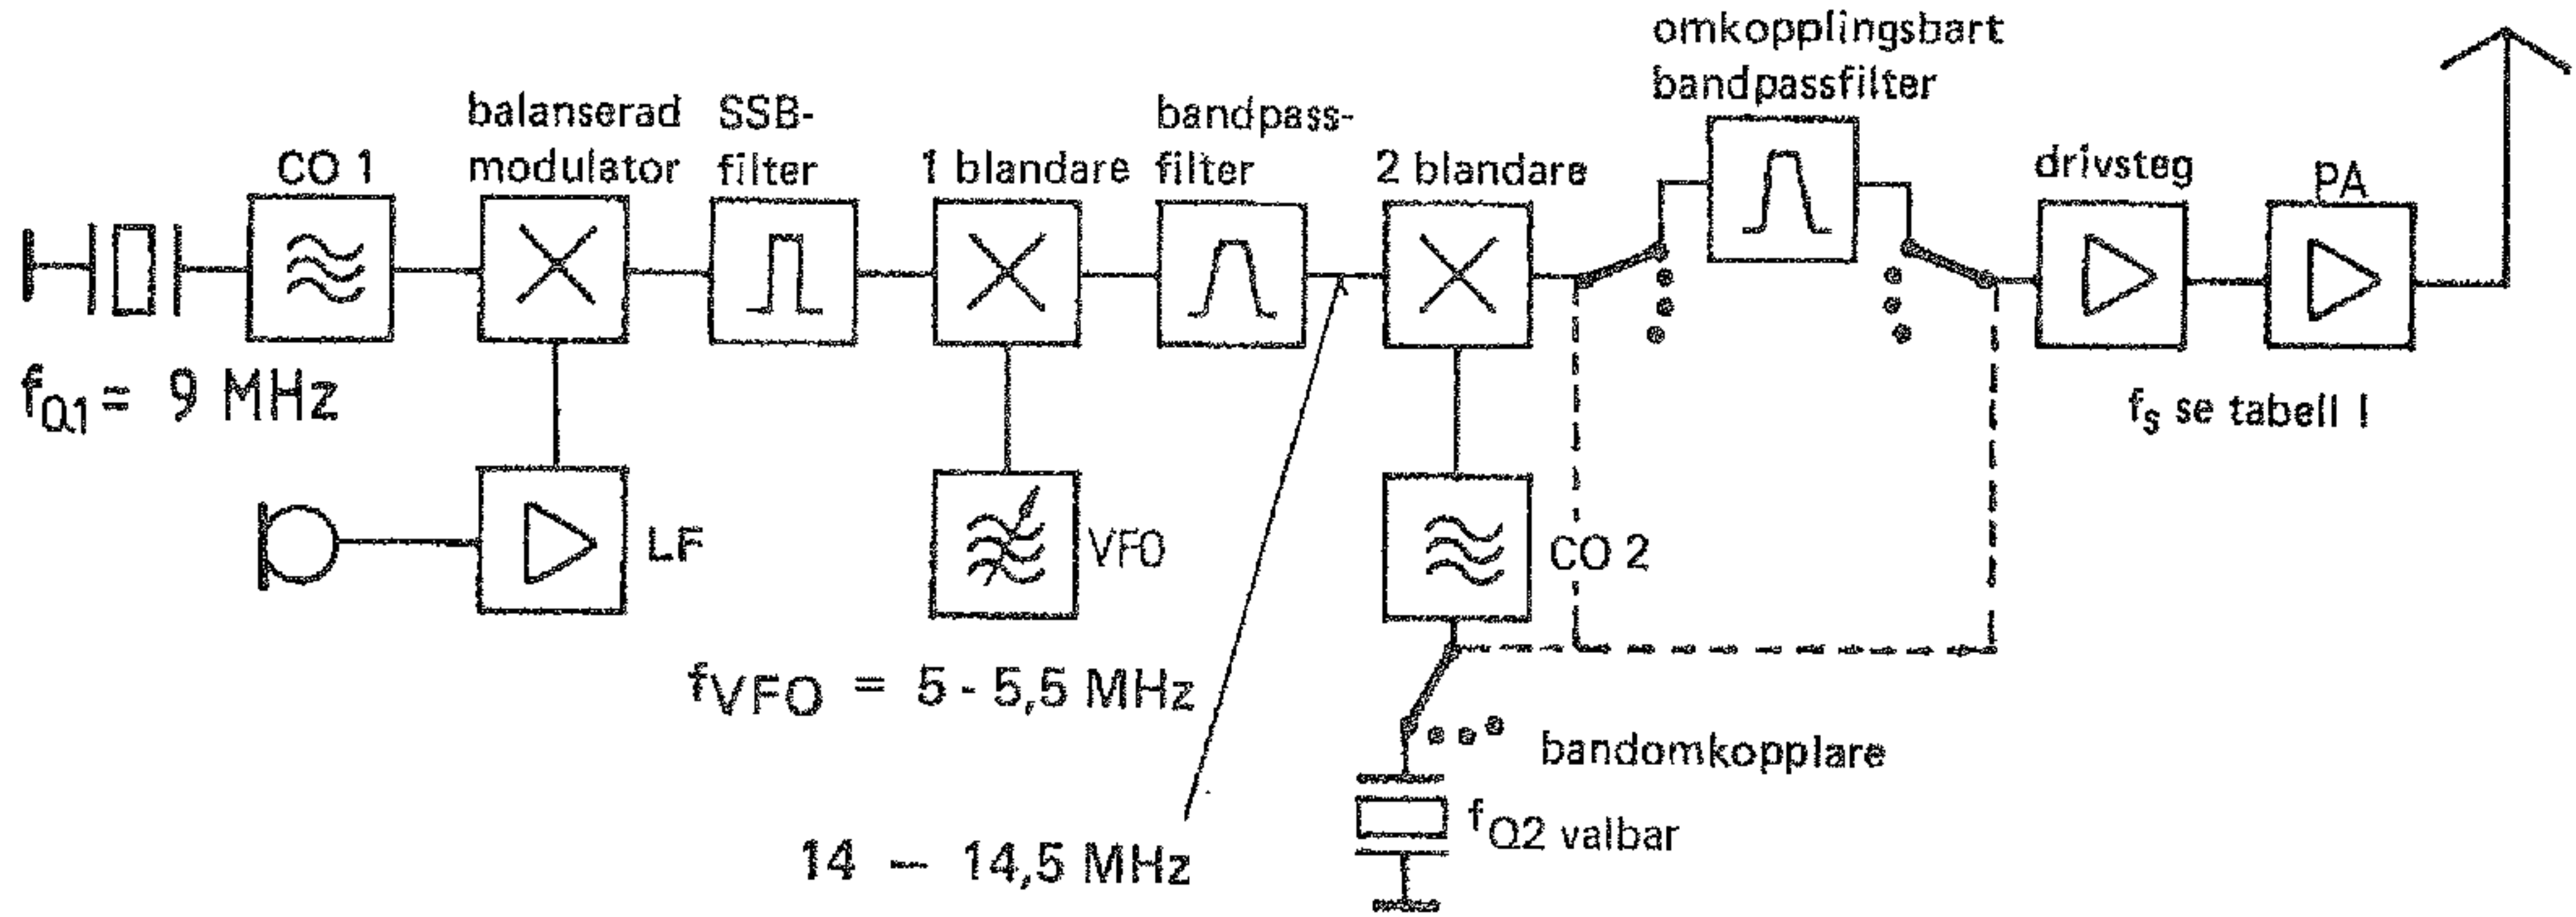 omkopplingsbart
bandpassfilter
balanserad
modulator
SSB-
filter
bandpass-
filter
CO 1
1 blandare
2 blandare
drivsteg
PA
fQ1 = 9 MHz
fs se tabell I
LF
VFO
CO 2
fVFO = 5 - 5,5 MHz
bandomkopplare
fQ2 valbar
14 – 14,5 MHz